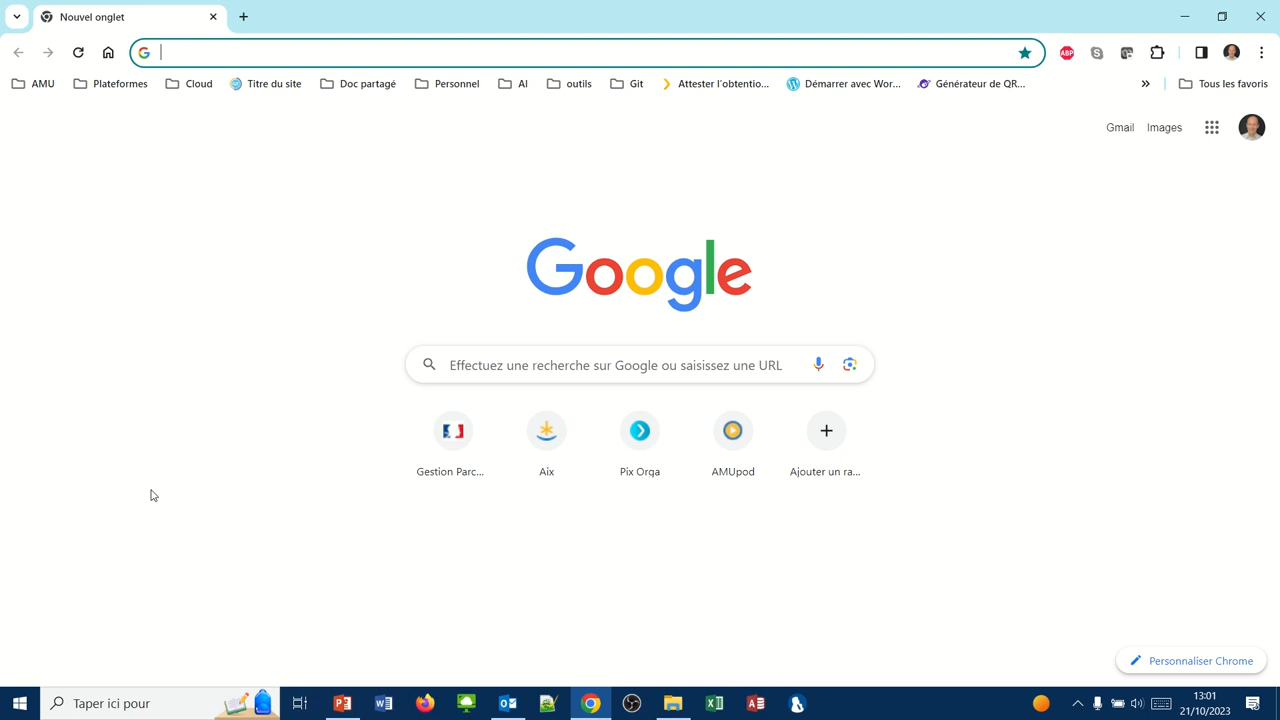 Nouvel onglet
AMU
Plateformes
Cloud
Titre du site
Doc partagé
Personnel
AI
outils
Git
Attester l'obtentio...
Démarrer avec Wor...
Générateur de QR...
»
Tous les favoris
Gmail
Images
Google
Effectuez une recherche sur Google ou saisissez une URL
Gestion Parc...
Aix
Pix Orga
AMUpod
Ajouter un ra...
Personnaliser Chrome
Taper ici pour
13:01
21/10/2023